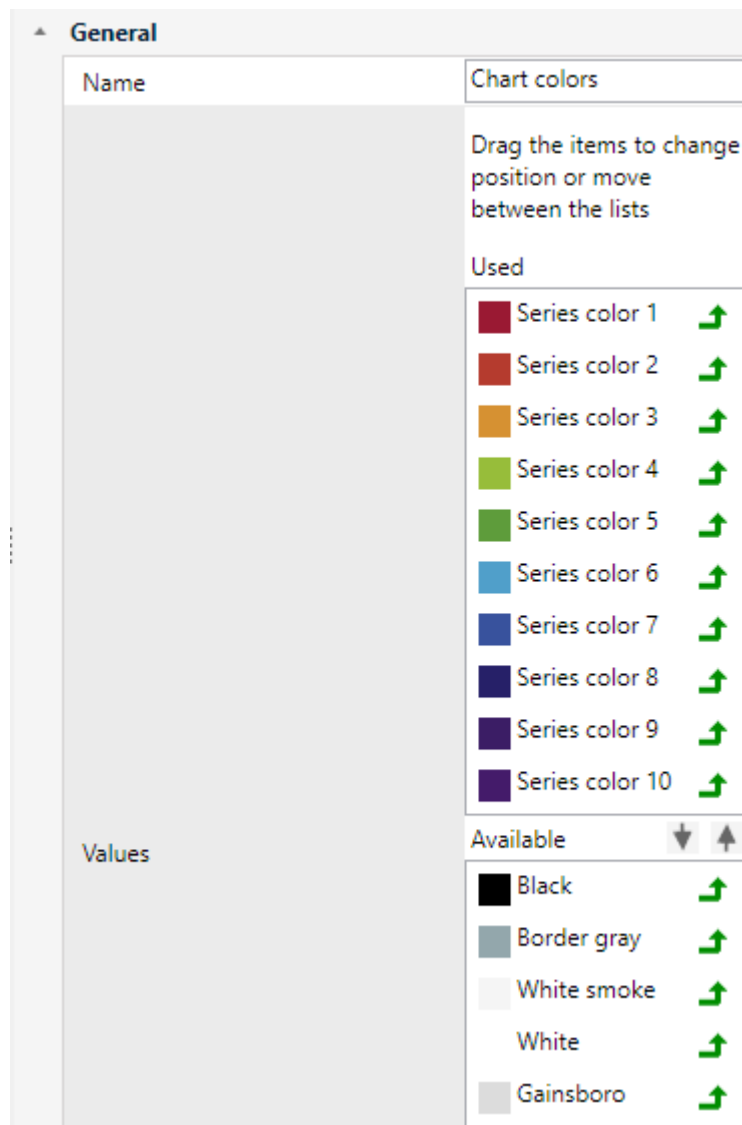 General
Name
Chart colors
Drag the items to change
position or move
between the lists
Used
Series color 1
Series color 2
Series color 3
Series color 4
Series color 5
Series color 6
Series color 7
Series color 8
Series color 9
Series color 10
Values
Available
Black
Border gray
White smoke
White
Gainsboro